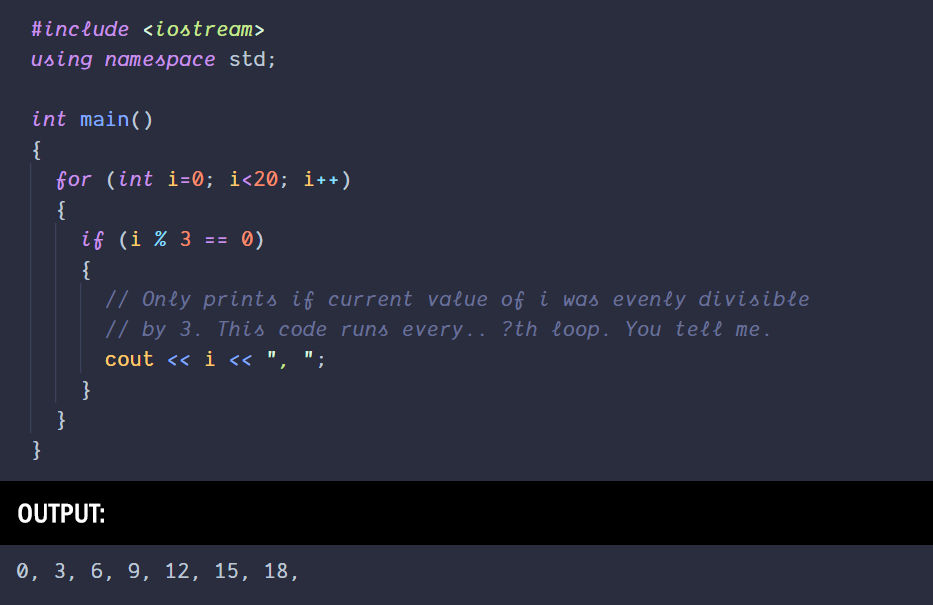 #include <iostream>
using namespace std;
int main()
{
for (int i=0; i<20; i++)
{
if (i % 3 == 0)
{
// Only prints if current value of i was evenly divisible
// by 3. This code runs every.. ?th loop. You tell me.
cout << i << ", ";
}
}
}
OUTPUT:
0, 3, 6, 9, 12, 15, 18,